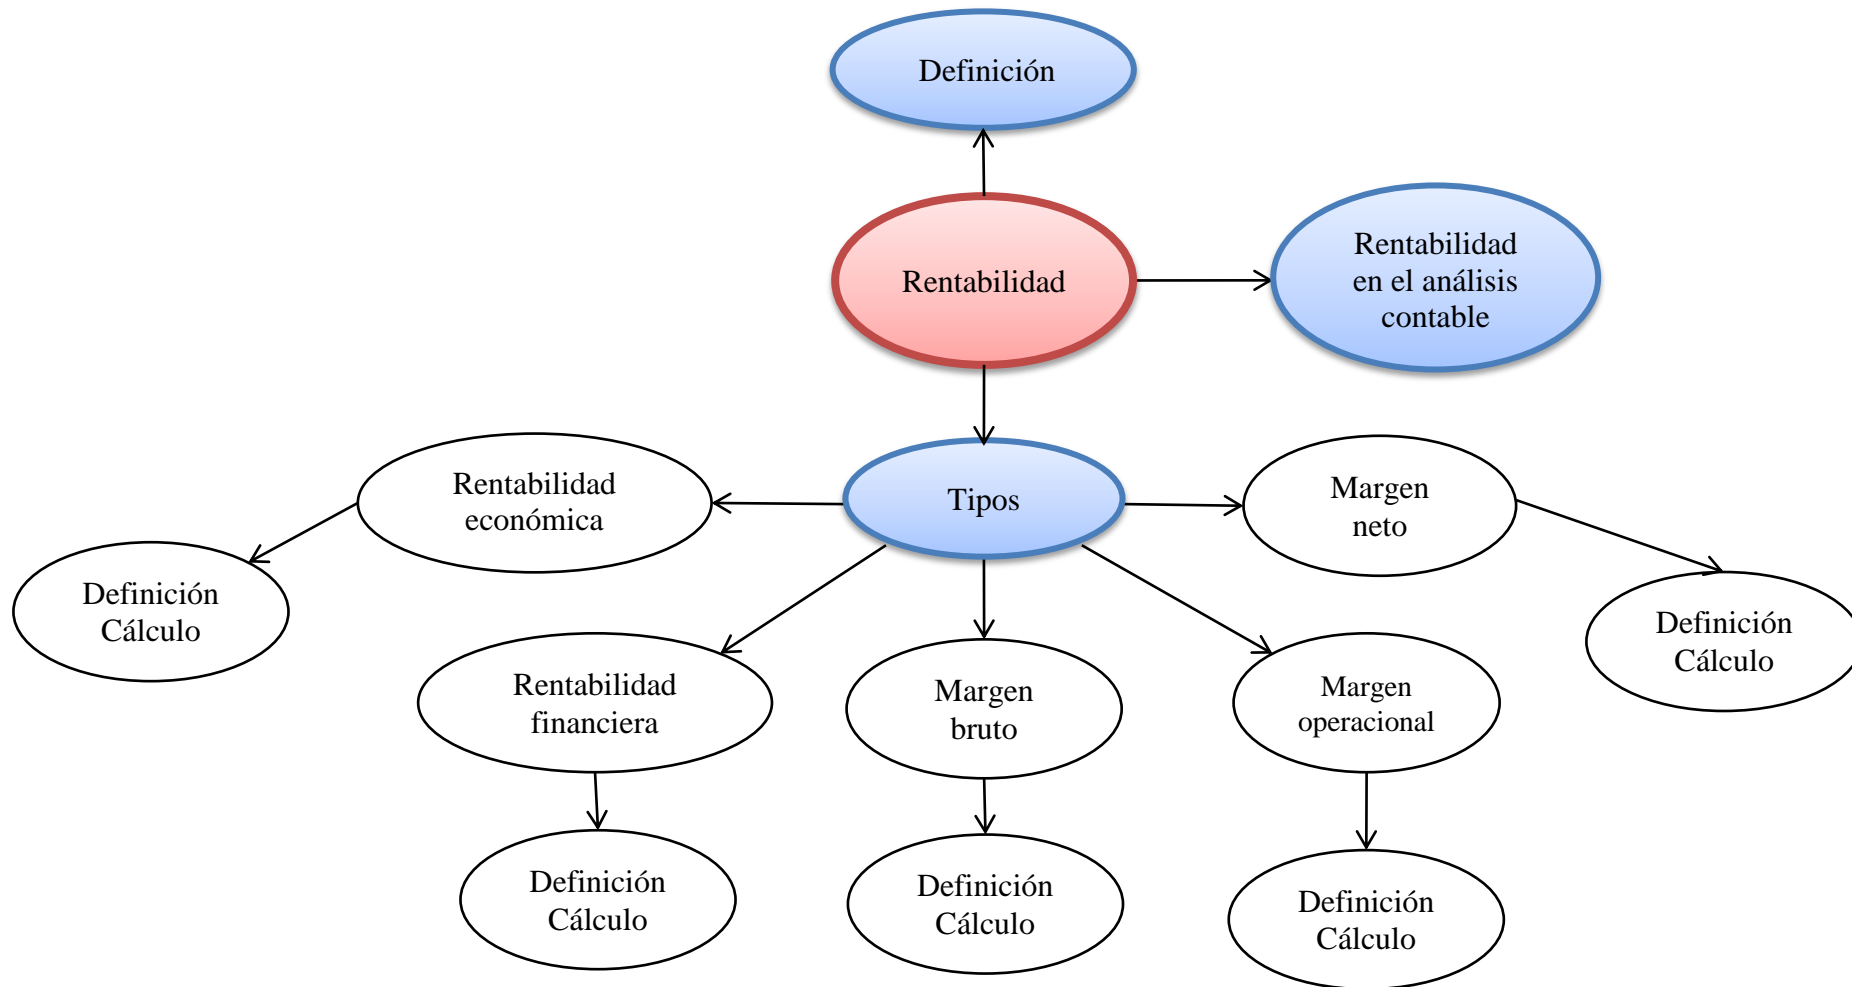 Definición
Rentabilidad
Rentabilidad
en el análisis
contable
Rentabilidad
económica
Tipos
Margen
neto
Definición
Cálculo
Definición
Cálculo
Rentabilidad
financiera
Margen
bruto
Margen
operacional
Definición
Cálculo
Definición
Cálculo
Definición
Cálculo